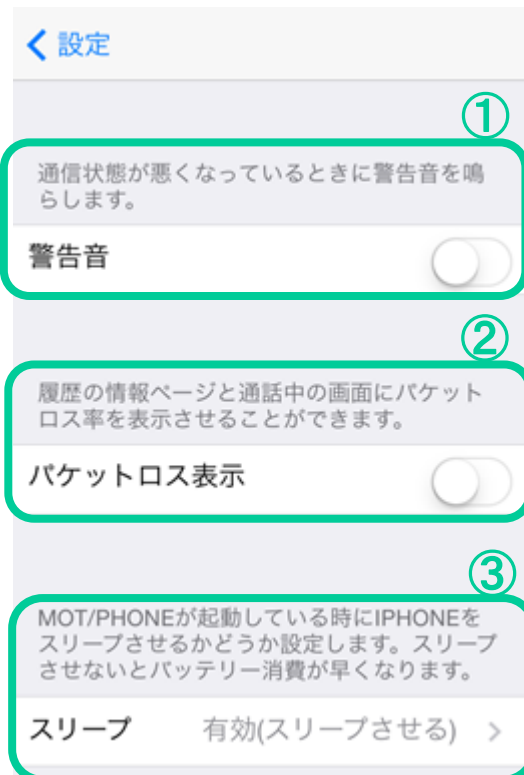 設定
①
通信状態が悪くなっているときに警告音を鳴
らします。
警告音
②
履歴の情報ページと通話中の画面にパケット
ロス率を表示させることができます。
パケットロス表示
③
MOT/PHONEが起動している時にIPHONEを
スリープさせるかどうか設定します。スリープ
させないとバッテリー消費が早くなります。
スリープ 有効(スリープさせる)